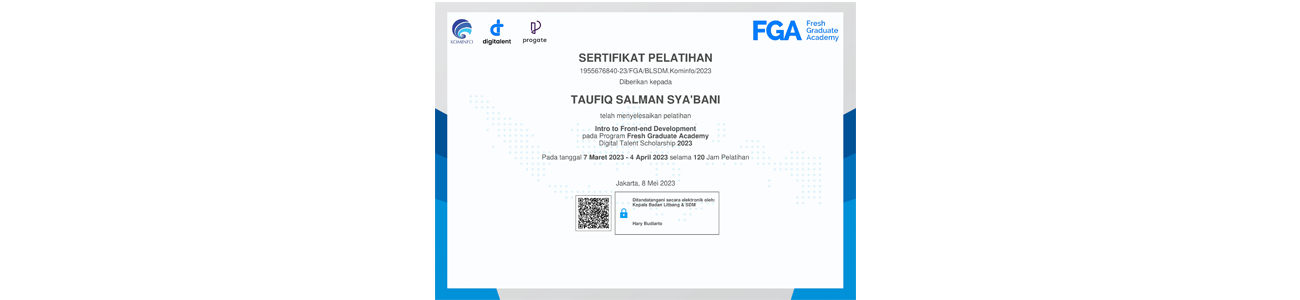 KOMINFO
digitalent
progate
FGA Fresh
Graduate
Academy
SERTIFIKAT PELATIHAN
1955676840-23/FGA/BLSDM.Kominfo/2023
Diberikan kepada
TAUFIQ SALMAN SYA'BANI
telah menyelesaikan pelatihan
Intro to Front-end Development
pada Program Fresh Graduate Academy
Digital Talent Scholarship 2023
Pada tanggal 7 Maret 2023 - 4 April 2023 selama 120 Jam Pelatihan
Jakarta, 8 Mei 2023
Ditandatangani secara elektronik oleh:
Kepala Badan Litbang & SDM
Hary Budiarto